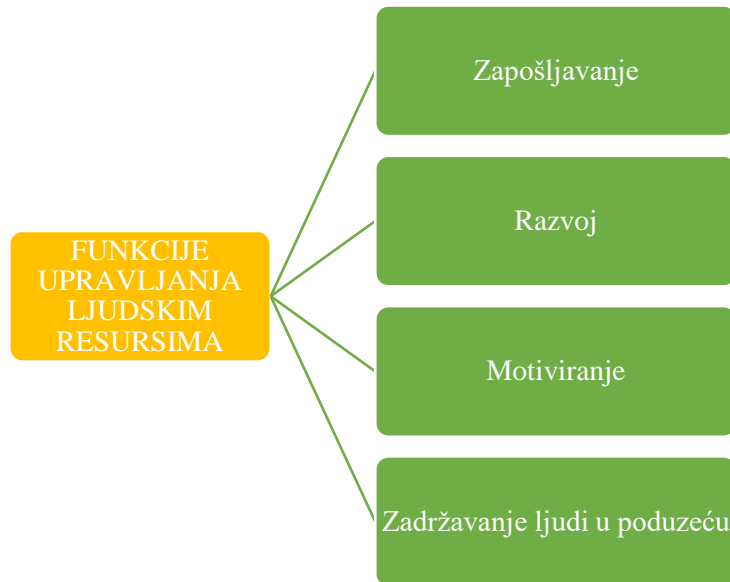 FUNKCIJE
UPRAVLJANJA
LJUDSKIM
RESURSIMA
Zapošljavanje
Razvoj
Motiviranje
Zadržavanje ljudi u poduzeću